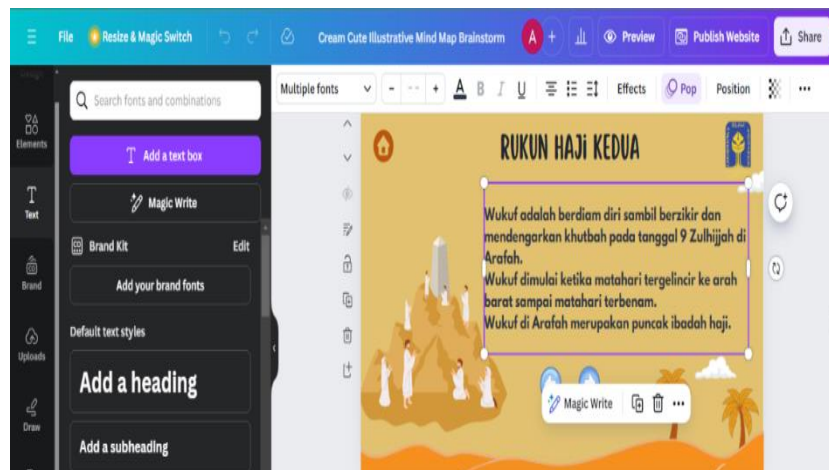 File
Resize & Magic Switch
Cream Cute Illustrative Mind Map Brainstorm
A
+
Preview
Publish Website
Share
Search fonts and combinations
Multiple fonts
- -- +
A B I U
Effects
Pop
Position
Elements
Text
Brand
Uploads
Draw
T Add a text box
Magic Write
Brand Kit
Edit
Add your brand fonts
Default text styles
Add a heading
Add a subheading
RUKUN HAJi KEDUA
Wukuf adalah berdiam diri sambil berzikir dan
mendengarkan khutbah pada tanggal 9 Zulhijjah di
Arafah.
Wukuf dimulai ketika matahari tergelincir ke arah
barat sampai matahari terbenam.
Wukuf di Arafah merupakan puncak ibadah haji.
Magic Write